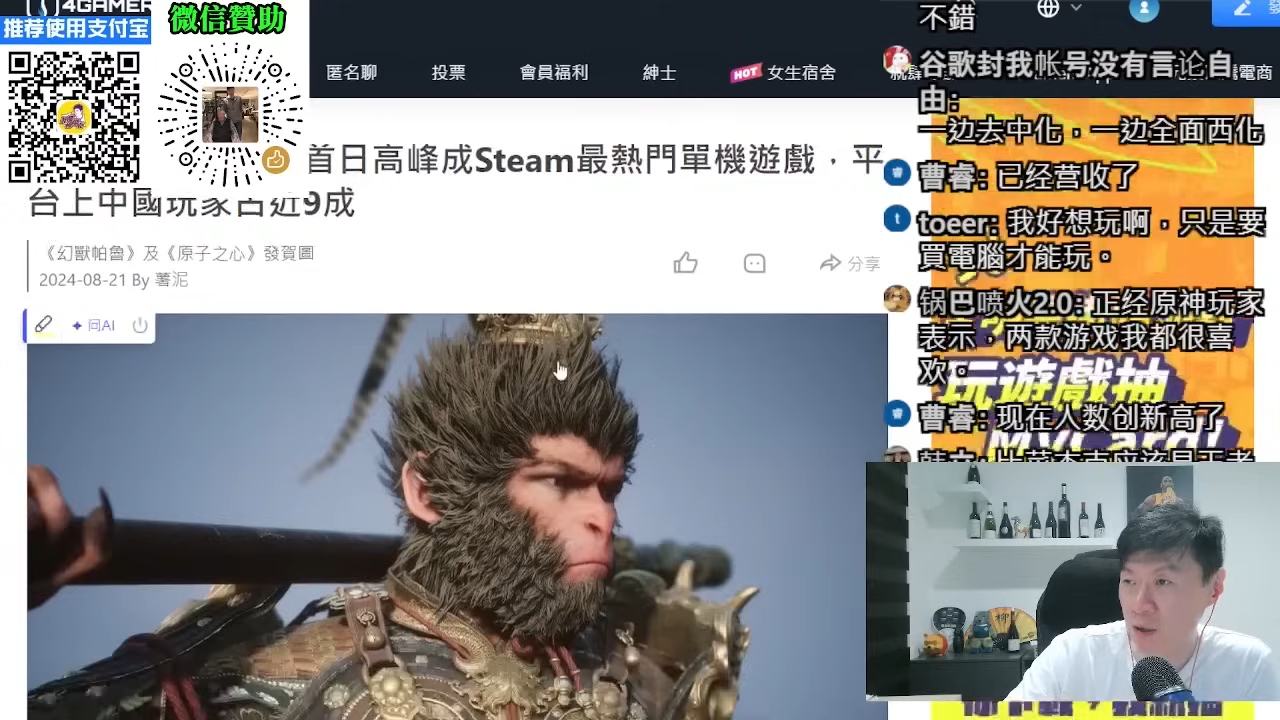 4GAMER
推荐使用支付宝
微信贊助
匿名聊
投票
會員福利
紳士
HOT 女生宿舍
電商
首日高峰成Steam最熱門單機遊戲，平
台上中國玩家占近9成
《幻獸帕魯》及《原子之心》發賀圖
2024-08-21 By 薯泥
分享
问AI
不錯
谷歌封我帐号没有言论自
由:
一边去中化，一边全面西化
曹睿: 已经营收了
toeer: 我好想玩啊，只是要
買電腦才能玩。
锅巴喷火2.0: 正经原神玩家
表示，两款游戏我都很喜
欢。
曹睿: 现在人数创新高了
玩遊戲抽
MyCard!